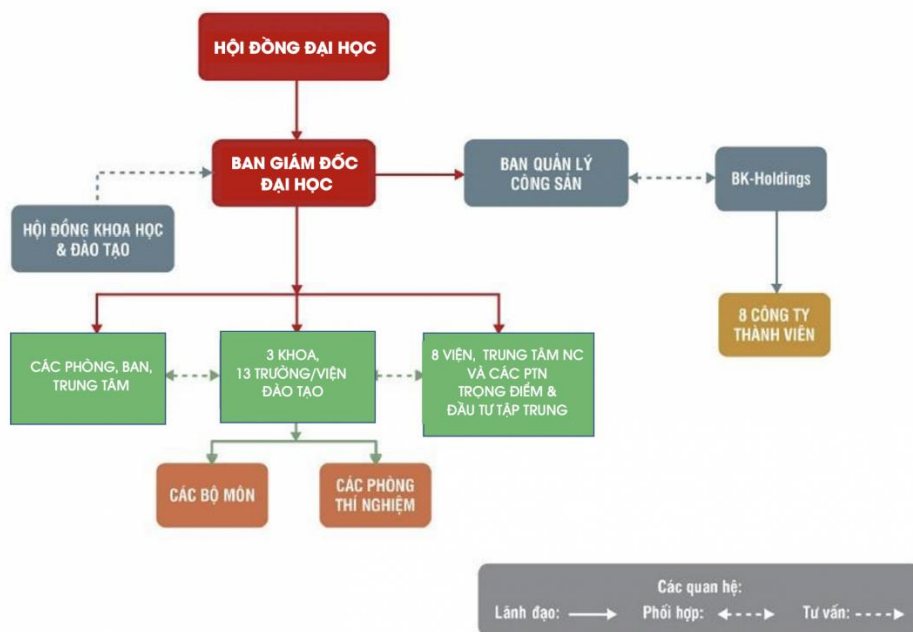 HỘI ĐỒNG ĐẠI HỌC
BAN GIÁM ĐỐC
ĐẠI HỌC
BAN QUẢN LÝ
CÔNG SẢN
BK-Holdings
HỘI ĐỒNG KHOA HỌC
& ĐÀO TẠO
8 CÔNG TY
THÀNH VIÊN
CÁC PHÒNG, BAN,
TRUNG TÂM
3 KHOA,
13 TRƯỜNG/VIỆN
ĐÀO TẠO
8 VIỆN, TRUNG TÂM NC
VÀ CÁC PTN
TRỌNG ĐIỂM &
ĐẦU TƯ TẬP TRUNG
CÁC BỘ MÔN
CÁC PHÒNG
THÍ NGHIỆM
Các quan hệ:
Lãnh đạo: Phối hợp: Tư vấn: